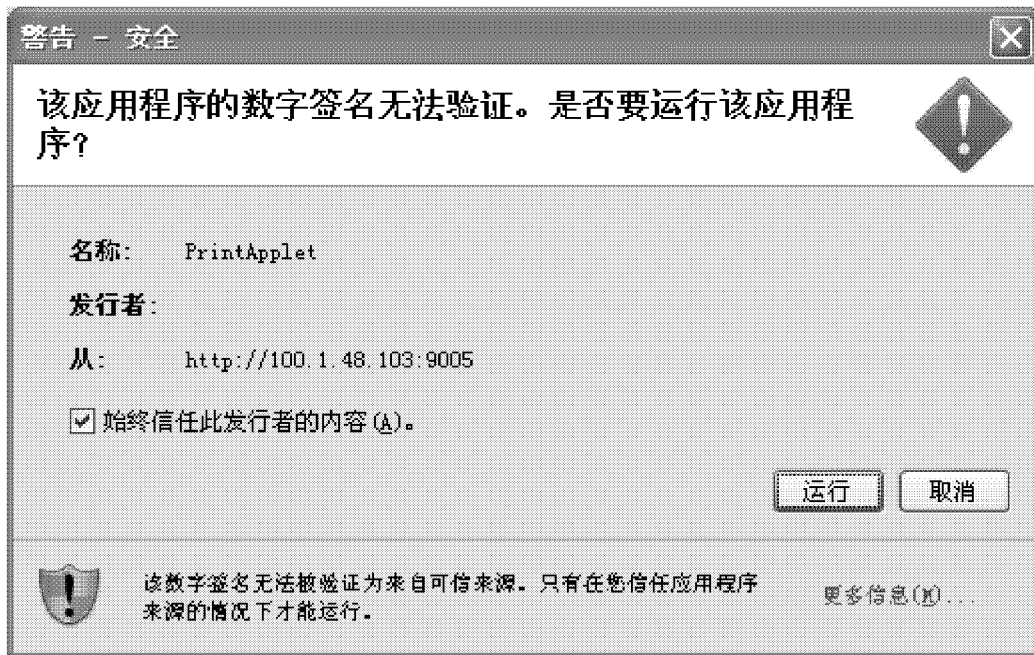 警告 - 安全
该应用程序的数字签名无法验证。是否要运行该应用程
序?
名称: PrintApplet
发行者:
从: http://100.1.48.103:9005
始终信任此发行者的内容(A)。
运行 取消
该数字签名无法被验证为来自可信来源。只有在您信任应用程序
来源的情况下才能运行。
更多信息(M)...